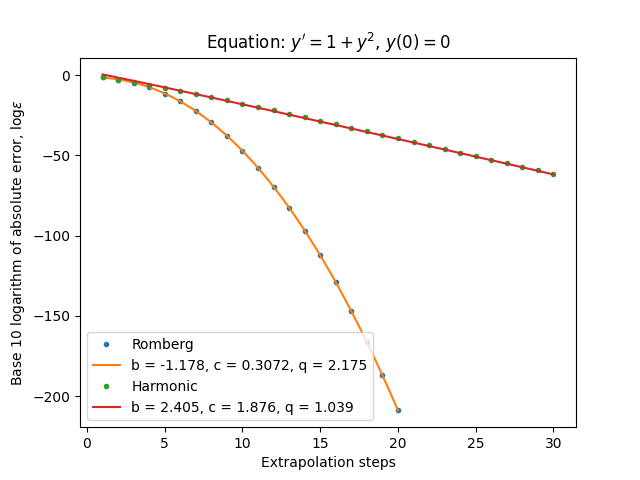 Equation: y′ = 1 + y², y(0) = 0
Base 10 logarithm of absolute error, logε
0
−50
−100
−150
−200
Romberg
b = -1.178, c = 0.3072, q = 2.175
Harmonic
b = 2.405, c = 1.876, q = 1.039
0 5 10 15 20 25 30
Extrapolation steps